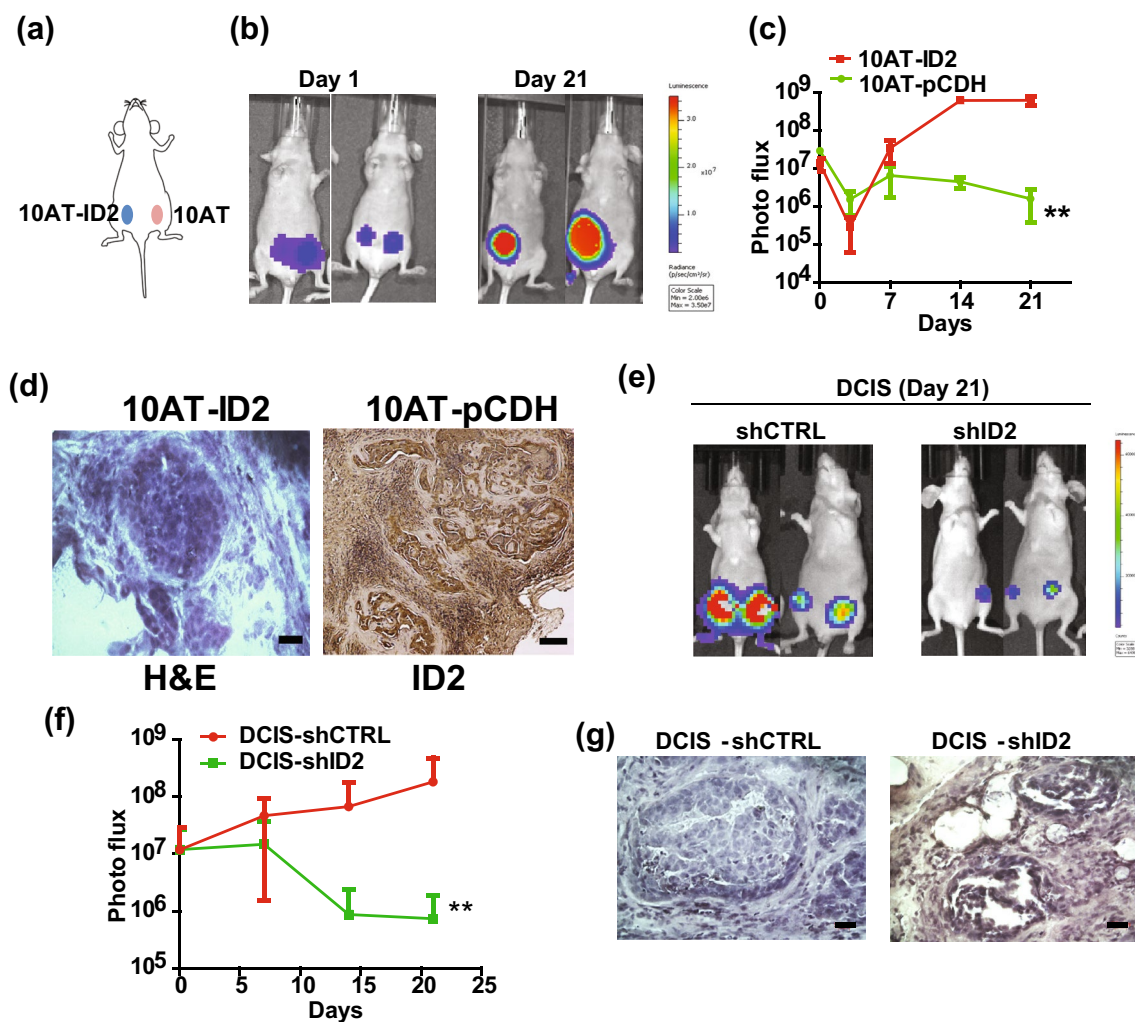 (a)
10AT-ID2
10AT
(b)
Day 1
Day 21
Luminescence
3.0
2.0
x10⁷
1.0
Radiance
(p/sec/cm²/sr)
Color Scale
Min = 2.00e6
Max = 3.50e7
(c)
10AT-ID2
10AT-pCDH
10⁹
10⁸
10⁷
10⁶
10⁵
10⁴
Photo flux
**
0
7
14
21
Days
(d)
10AT-ID2
10AT-pCDH
H&E
ID2
(e)
DCIS (Day 21)
shCTRL
shID2
Luminescence
Counts
Color Scale
(f)
DCIS-shCTRL
DCIS-shID2
10⁹
10⁸
10⁷
10⁶
10⁵
Photo flux
**
0
5
10
15
20
25
Days
(g)
DCIS -shCTRL
DCIS -shID2